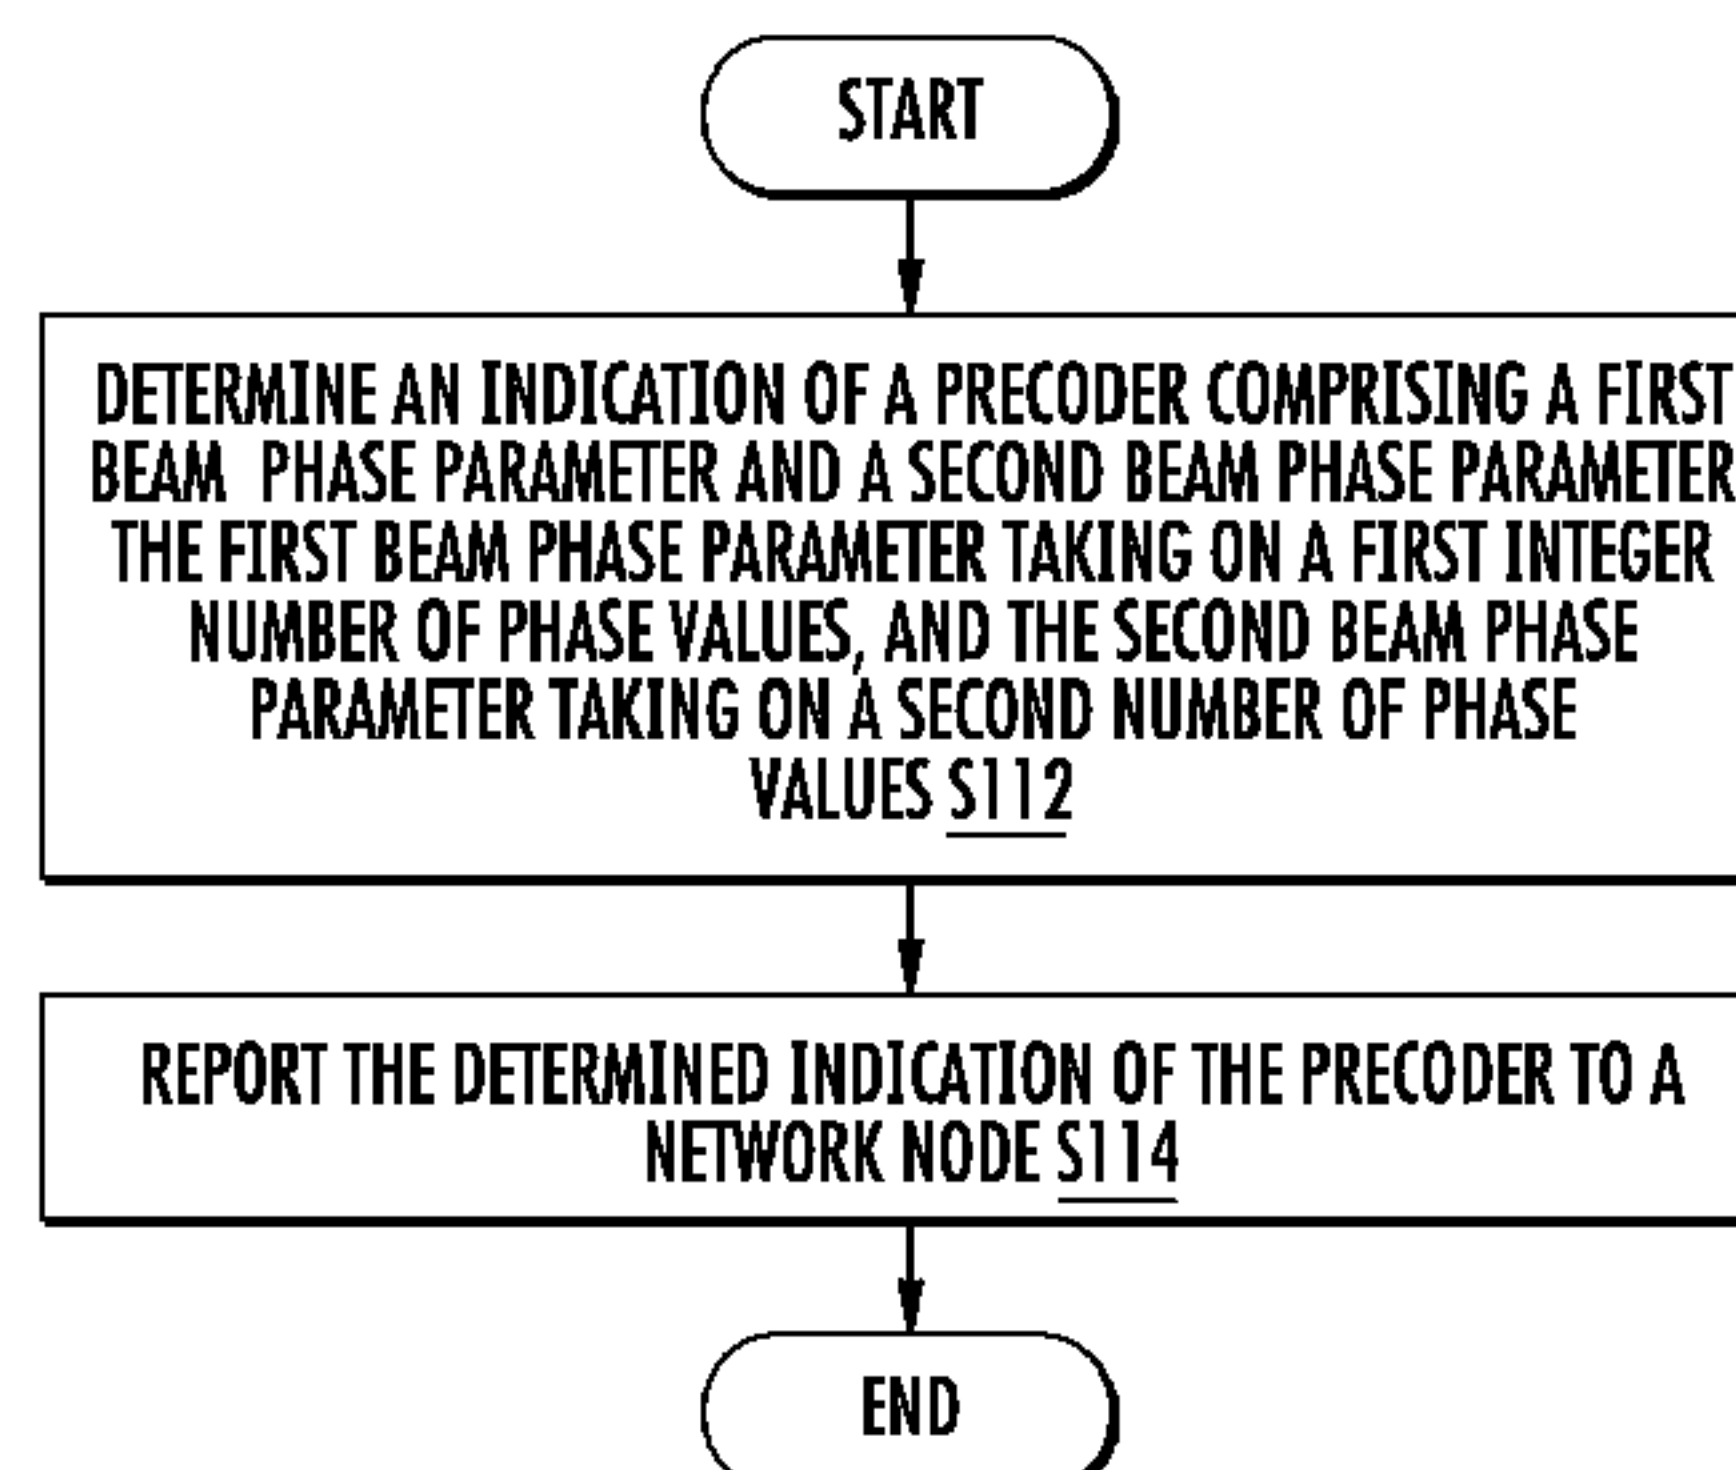 START
DETERMINE AN INDICATION OF A PRECODER COMPRISING A FIRST
BEAM PHASE PARAMETER AND A SECOND BEAM PHASE PARAMETER
THE FIRST BEAM PHASE PARAMETER TAKING ON A FIRST INTEGER
NUMBER OF PHASE VALUES, AND THE SECOND BEAM PHASE
PARAMETER TAKING ON A SECOND NUMBER OF PHASE
VALUES S112
REPORT THE DETERMINED INDICATION OF THE PRECODER TO A
NETWORK NODE S114
END